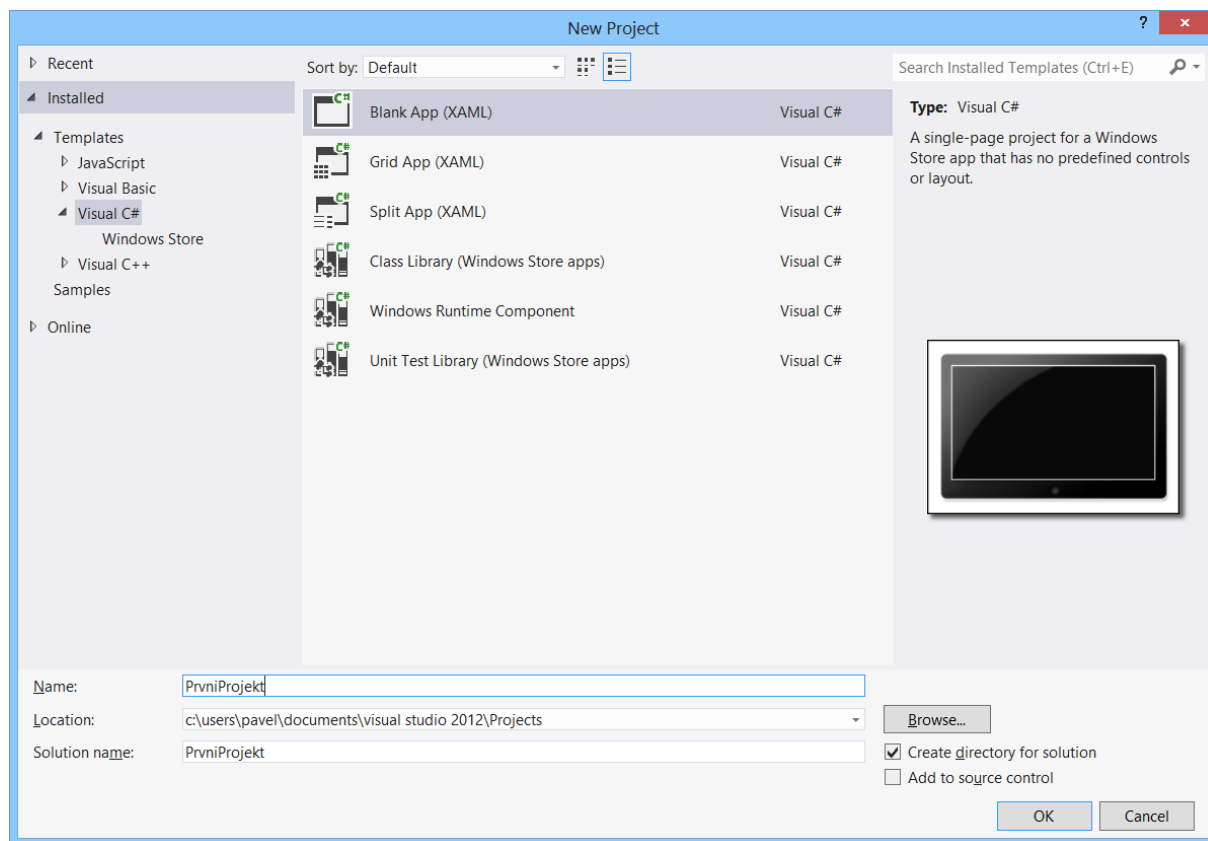 New Project
?
Recent
Installed
Templates
JavaScript
Visual Basic
Visual C#
Windows Store
Visual C++
Samples
Online
Sort by: Default
C# Blank App (XAML) Visual C#
C# Grid App (XAML) Visual C#
C# Split App (XAML) Visual C#
C# Class Library (Windows Store apps) Visual C#
C# Windows Runtime Component Visual C#
C# Unit Test Library (Windows Store apps) Visual C#
Search Installed Templates (Ctrl+E)
Type: Visual C#
A single-page project for a Windows
Store app that has no predefined controls
or layout.
Name: PrvniProjekt
Location: c:\users\pavel\documents\visual studio 2012\Projects Browse...
Solution name: PrvniProjekt
Create directory for solution
Add to source control
OK Cancel